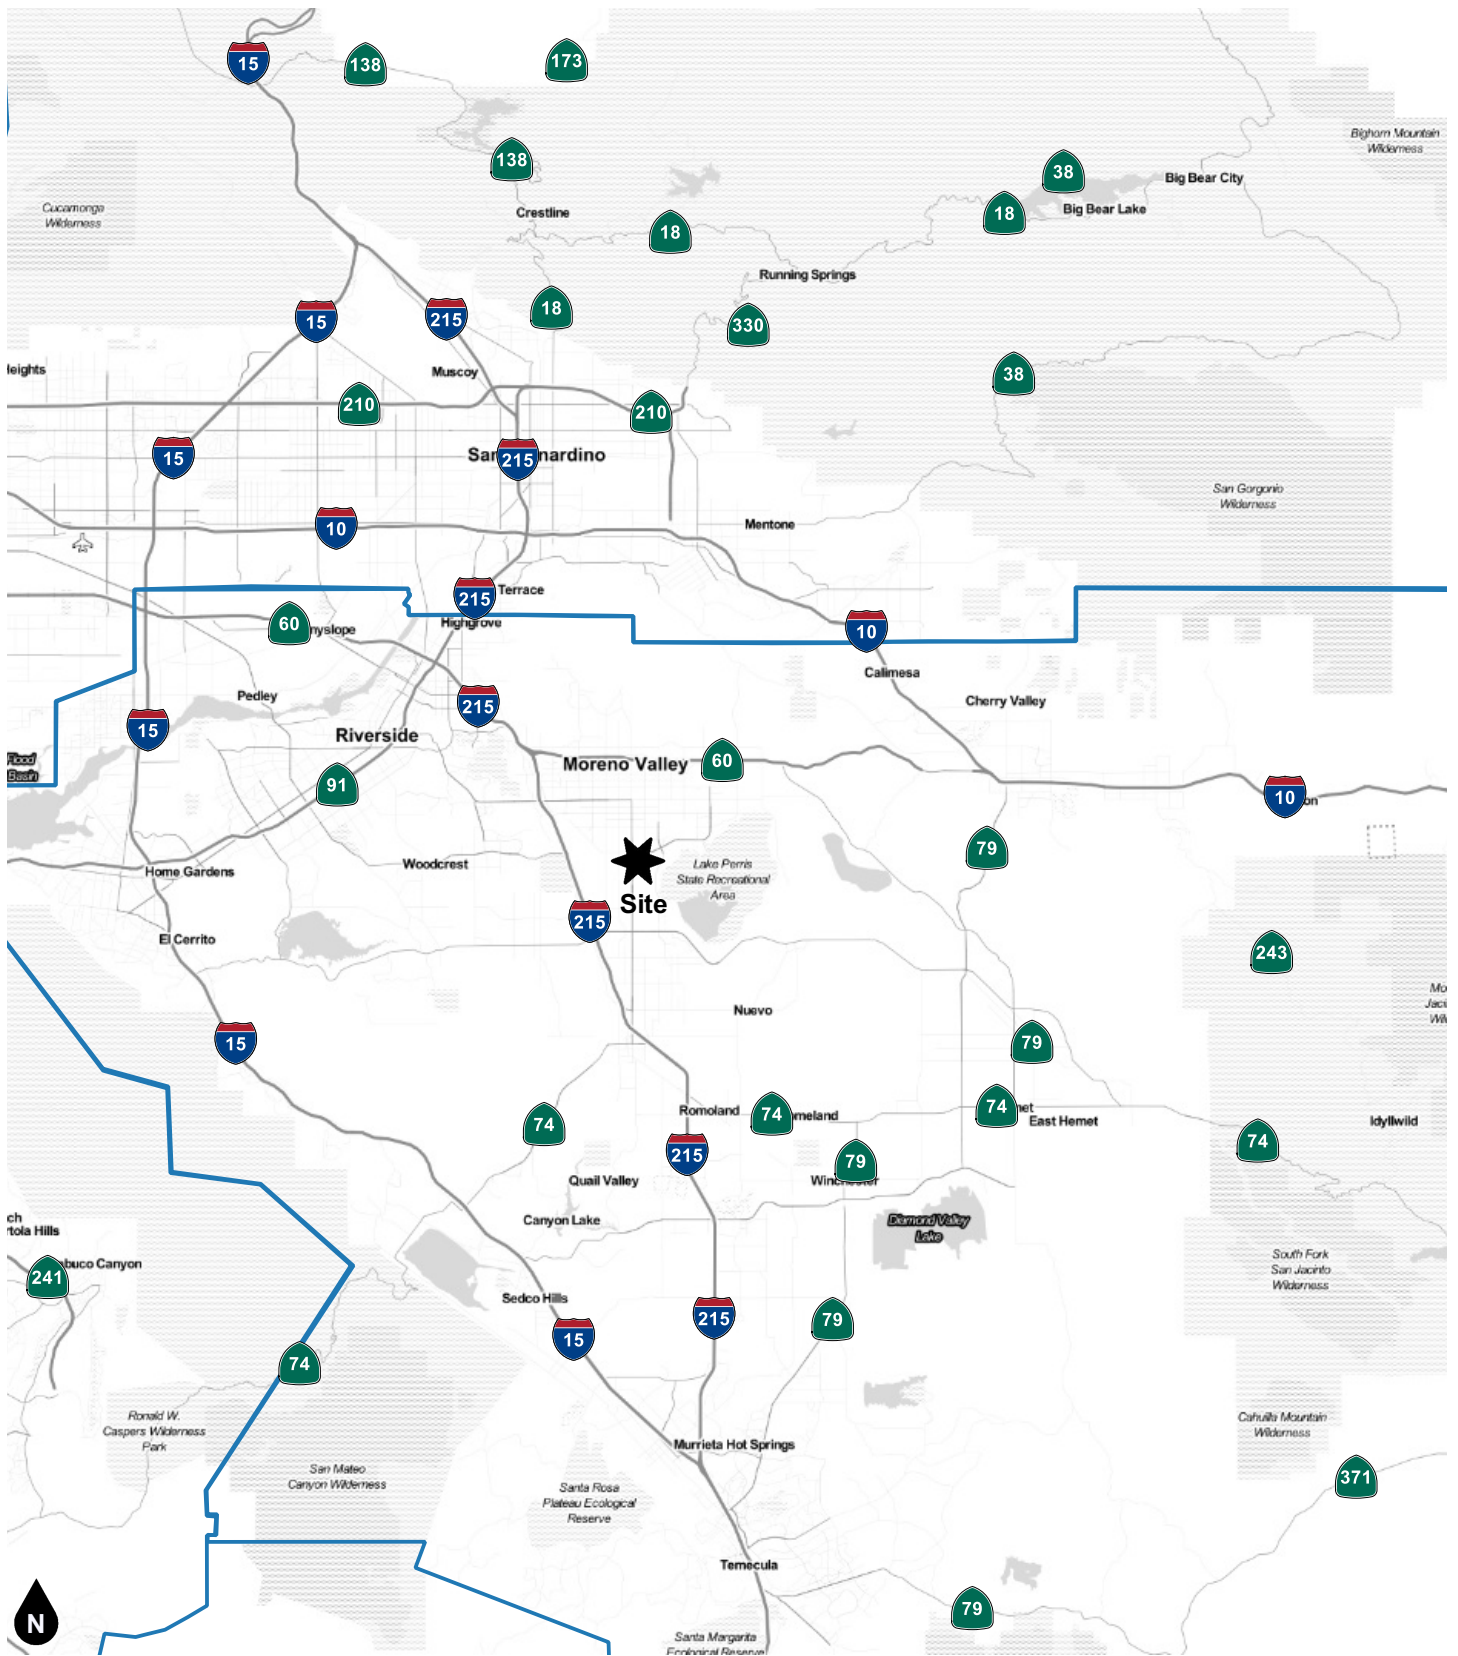 15
138
173
Bighorn Mountain
Wilderness
138
38
Big Bear City
Cucamonga
Wilderness
Crestline
18
Big Bear Lake
18
Running Springs
15
215
18
330
Muscoy
38
210
210
15
215
San Gorgonio
Wilderness
10
Mentone
215
Terrace
60
Highgrove
10
Calimesa
Pedley
Cherry Valley
215
15
Riverside
Moreno Valley
60
Flood
Basin
91
10
79
Woodcrest
Home Gardens
Lake Perris
State Recreational
Area
Site
215
El Cerrito
243
Nuevo
15
79
Romoland
74
74
East Hemet
Idyllwild
74
74
215
79
Quail Valley
Canyon Lake
Diamond Valley
Lake
Canyon
241
South Fork
San Jacinto
Wilderness
Sedco Hills
15
215
79
74
Ronald W.
Caspers Wilderness
Park
Cahuilla Mountain
Wilderness
Murrieta Hot Springs
San Mateo
Canyon Wilderness
371
Santa Rosa
Plateau Ecological
Reserve
Temecula
79
N
Santa Margarita
Ecological Reserve